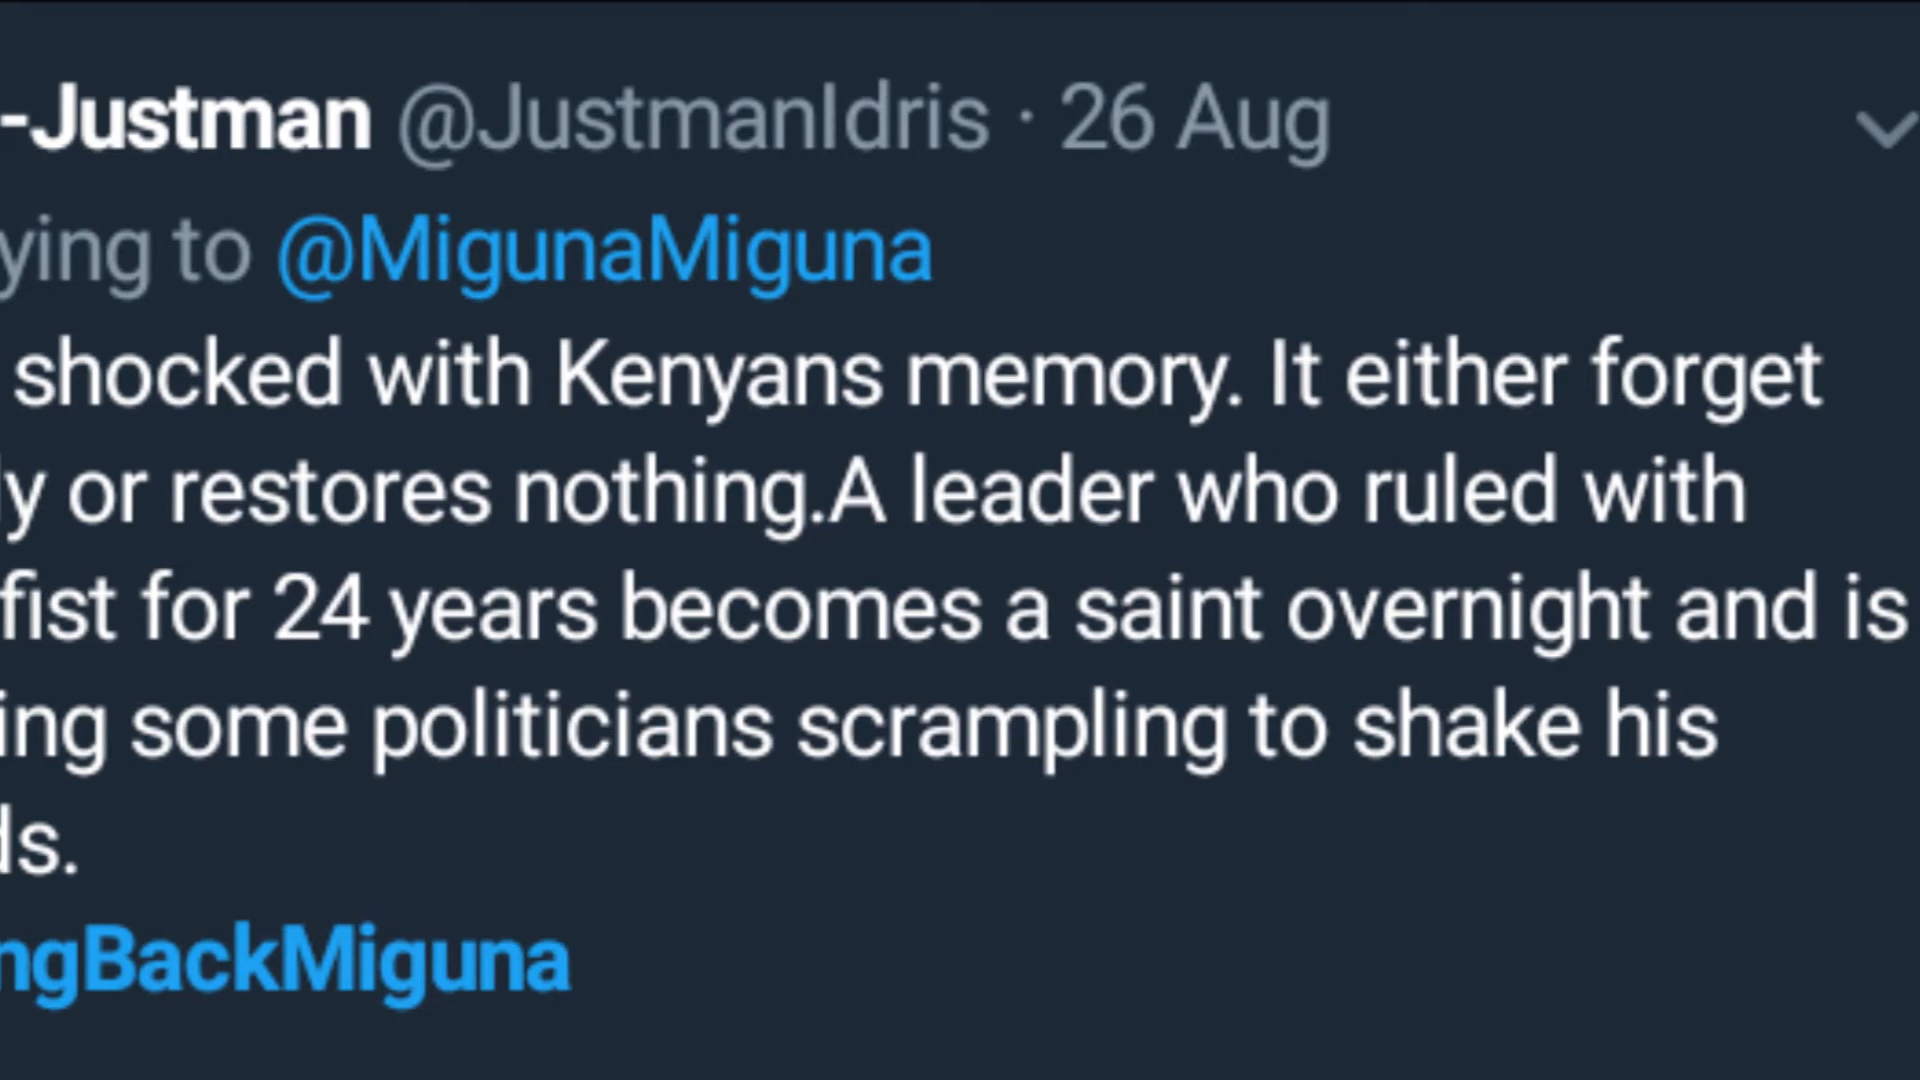 -Justman @JustmanIdris · 26 Aug
ying to @MigunaMiguna
shocked with Kenyans memory. It either forget
ly or restores nothing.A leader who ruled with
fist for 24 years becomes a saint overnight and is
ing some politicians scrampling to shake his
ds.
ngBackMiguna